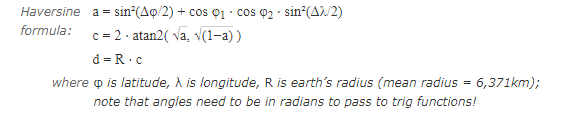 Haversine a = sin²(Δφ/2) + cos φ₁ ⋅ cos φ₂ ⋅ sin²(Δλ/2)
formula: c = 2 ⋅ atan2( √a, √(1−a) )
d = R ⋅ c
where φ is latitude, λ is longitude, R is earth’s radius (mean radius = 6,371km);
note that angles need to be in radians to pass to trig functions!